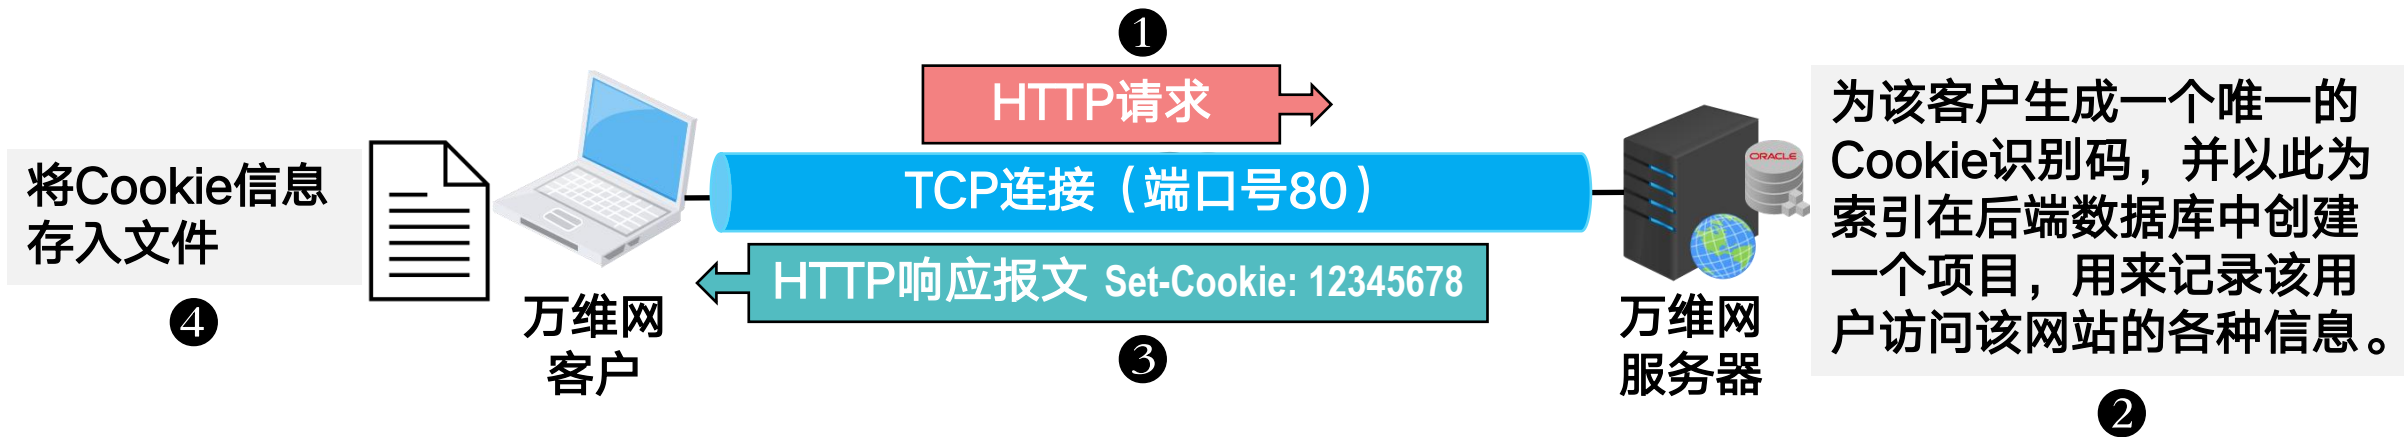 ❶
HTTP请求
TCP连接（端口号80）
HTTP响应报文 Set-Cookie: 12345678
❸
将Cookie信息
存入文件
❹
万维网
客户
ORACLE
万维网
服务器
为该客户生成一个唯一的
Cookie识别码，并以此为
索引在后端数据库中创建
一个项目，用来记录该用
户访问该网站的各种信息。
❷